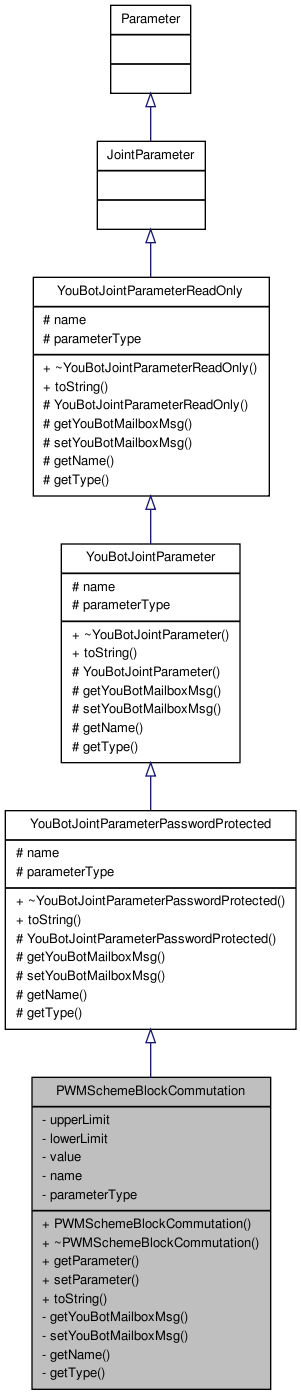 Parameter
JointParameter
YouBotJointParameterReadOnly
# name
# parameterType
+ ~YouBotJointParameterReadOnly()
+ toString()
# YouBotJointParameterReadOnly()
# getYouBotMailboxMsg()
# setYouBotMailboxMsg()
# getName()
# getType()
YouBotJointParameter
# name
# parameterType
+ ~YouBotJointParameter()
+ toString()
# YouBotJointParameter()
# getYouBotMailboxMsg()
# setYouBotMailboxMsg()
# getName()
# getType()
YouBotJointParameterPasswordProtected
# name
# parameterType
+ ~YouBotJointParameterPasswordProtected()
+ toString()
# YouBotJointParameterPasswordProtected()
# getYouBotMailboxMsg()
# setYouBotMailboxMsg()
# getName()
# getType()
PWMSchemeBlockCommutation
- upperLimit
- lowerLimit
- value
- name
- parameterType
+ PWMSchemeBlockCommutation()
+ ~PWMSchemeBlockCommutation()
+ getParameter()
+ setParameter()
+ toString()
- getYouBotMailboxMsg()
- setYouBotMailboxMsg()
- getName()
- getType()